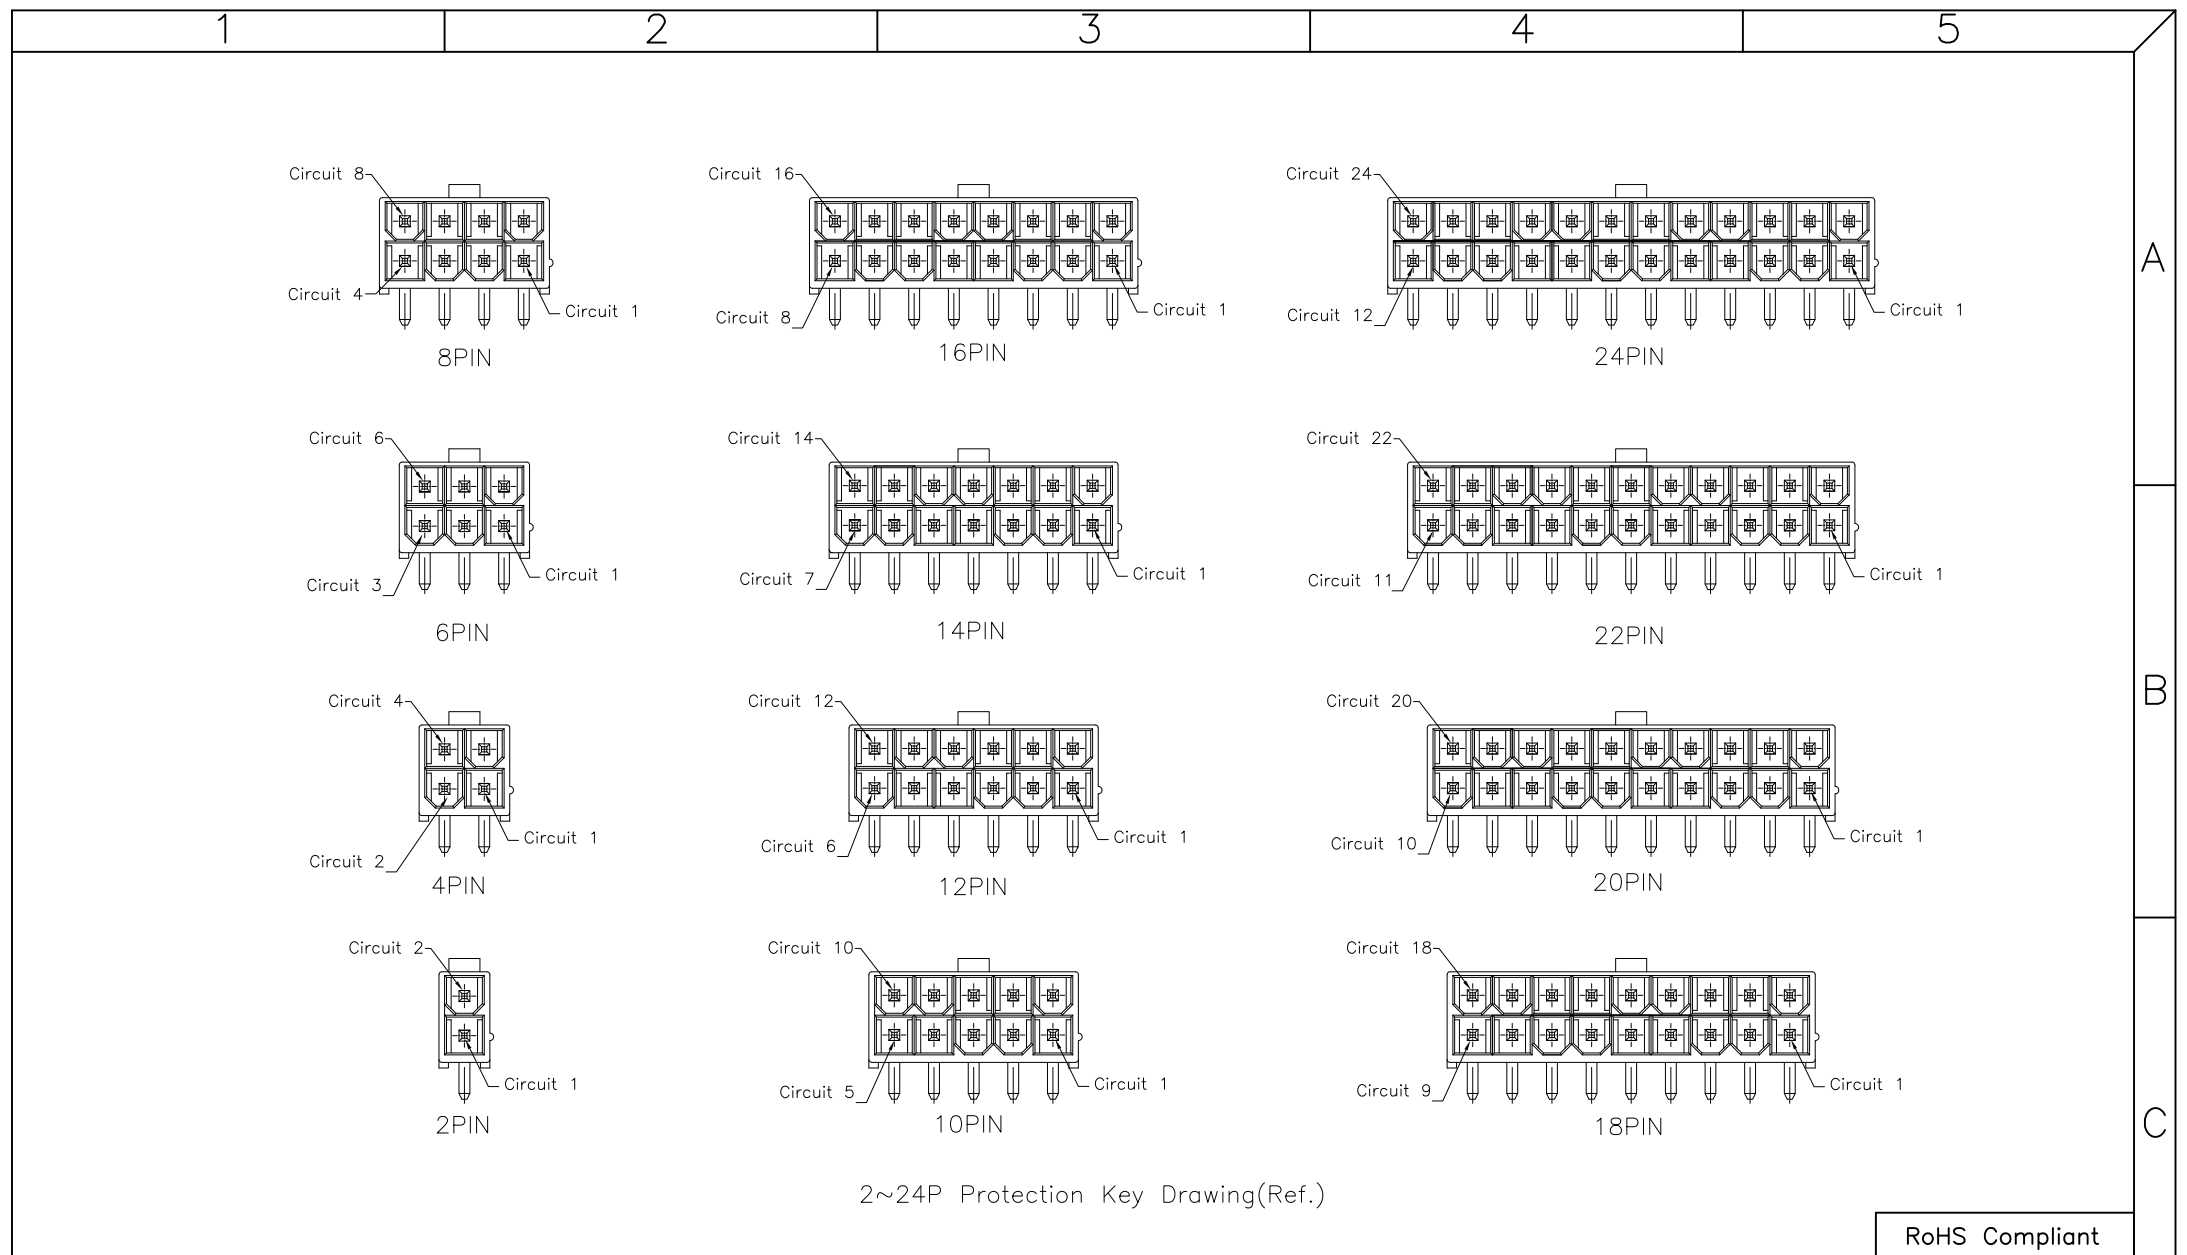 1 2 3 4 5
A
B
C
Circuit 8
Circuit 4
Circuit 1
8PIN
Circuit 16
Circuit 8
Circuit 1
16PIN
Circuit 24
Circuit 12
Circuit 1
24PIN
Circuit 6
Circuit 3
Circuit 1
6PIN
Circuit 14
Circuit 7
Circuit 1
14PIN
Circuit 22
Circuit 11
Circuit 1
22PIN
Circuit 4
Circuit 2
Circuit 1
4PIN
Circuit 12
Circuit 6
Circuit 1
12PIN
Circuit 20
Circuit 10
Circuit 1
20PIN
Circuit 2
Circuit 1
2PIN
Circuit 10
Circuit 5
Circuit 1
10PIN
Circuit 18
Circuit 9
Circuit 1
18PIN
2~24P Protection Key Drawing(Ref.)
RoHS Compliant